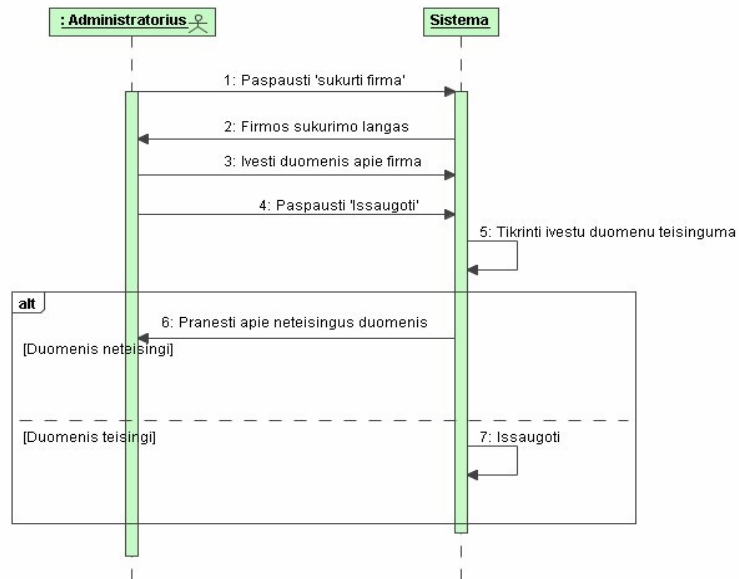 : Administratorius
Sistema
1: Paspausti 'sukurti firma'
2: Firmos sukurimo langas
3: Ivesti duomenis apie firma
4: Paspausti 'Issaugoti'
5: Tikrinti ivestu duomenu teisinguma
alt
6: Pranesti apie neteisingus duomenis
[Duomenis neteisingi]
[Duomenis teisingi]
7: Issaugoti